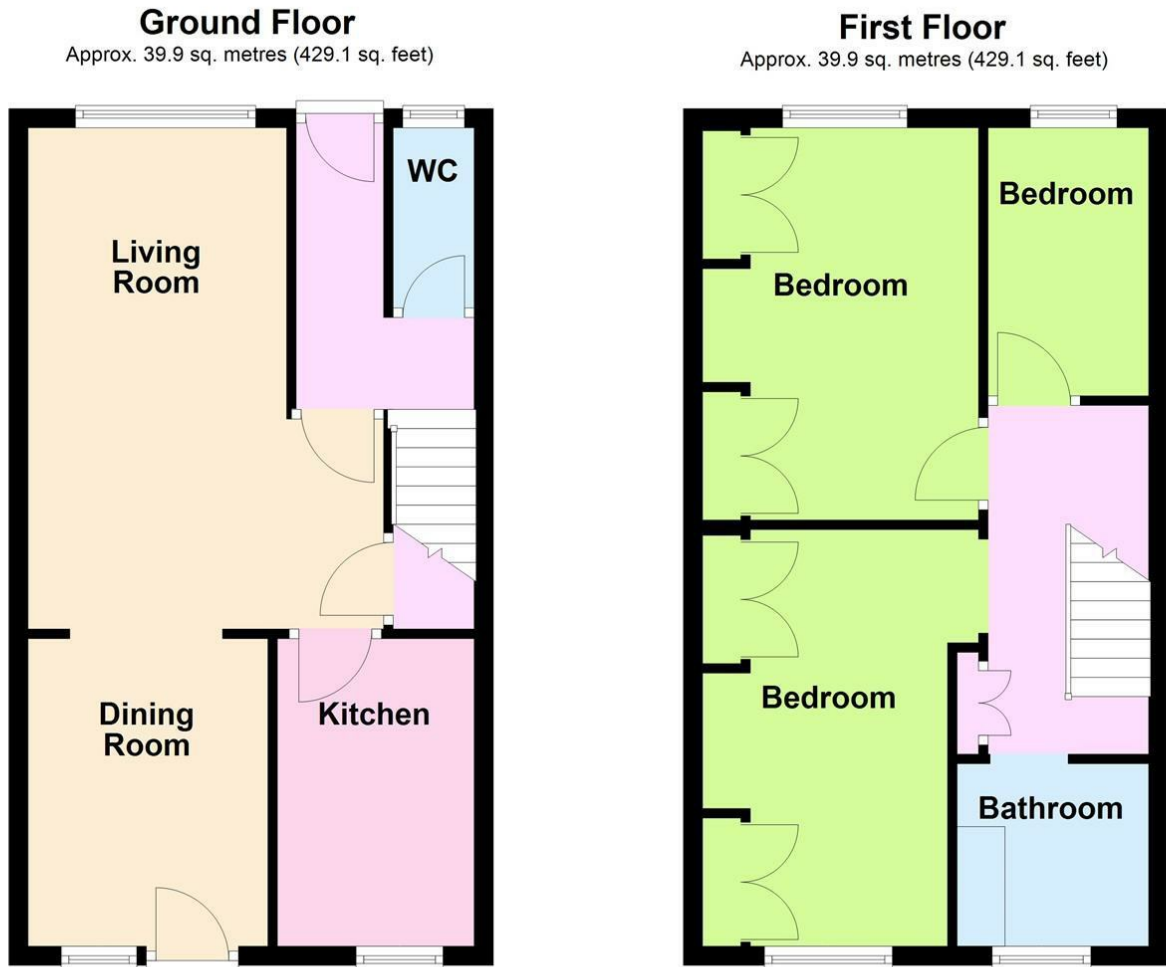 Ground Floor
Approx. 39.9 sq. metres (429.1 sq. feet)
WC
Living
Room
Dining
Room
Kitchen
First Floor
Approx. 39.9 sq. metres (429.1 sq. feet)
Bedroom
Bedroom
Bedroom
Bathroom